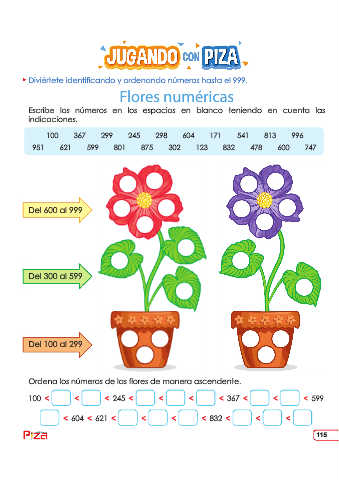 JUGANDO CON PIZA
Diviértete identificando y ordenando números hasta el 999.
Flores numéricas
Escribe los números en los espacios en blanco teniendo en cuenta las
indicaciones.
100 367 299 245 298 604 171 541 813 996
951 621 599 801 875 302 123 832 478 600 747
Del 600 al 999
Del 300 al 599
Del 100 al 299
Ordena los números de las flores de manera ascendente.
100 < < < 245 < < < < 367 < < < 599
< 604 < 621 < < < < 832 < < <
PIZA 115